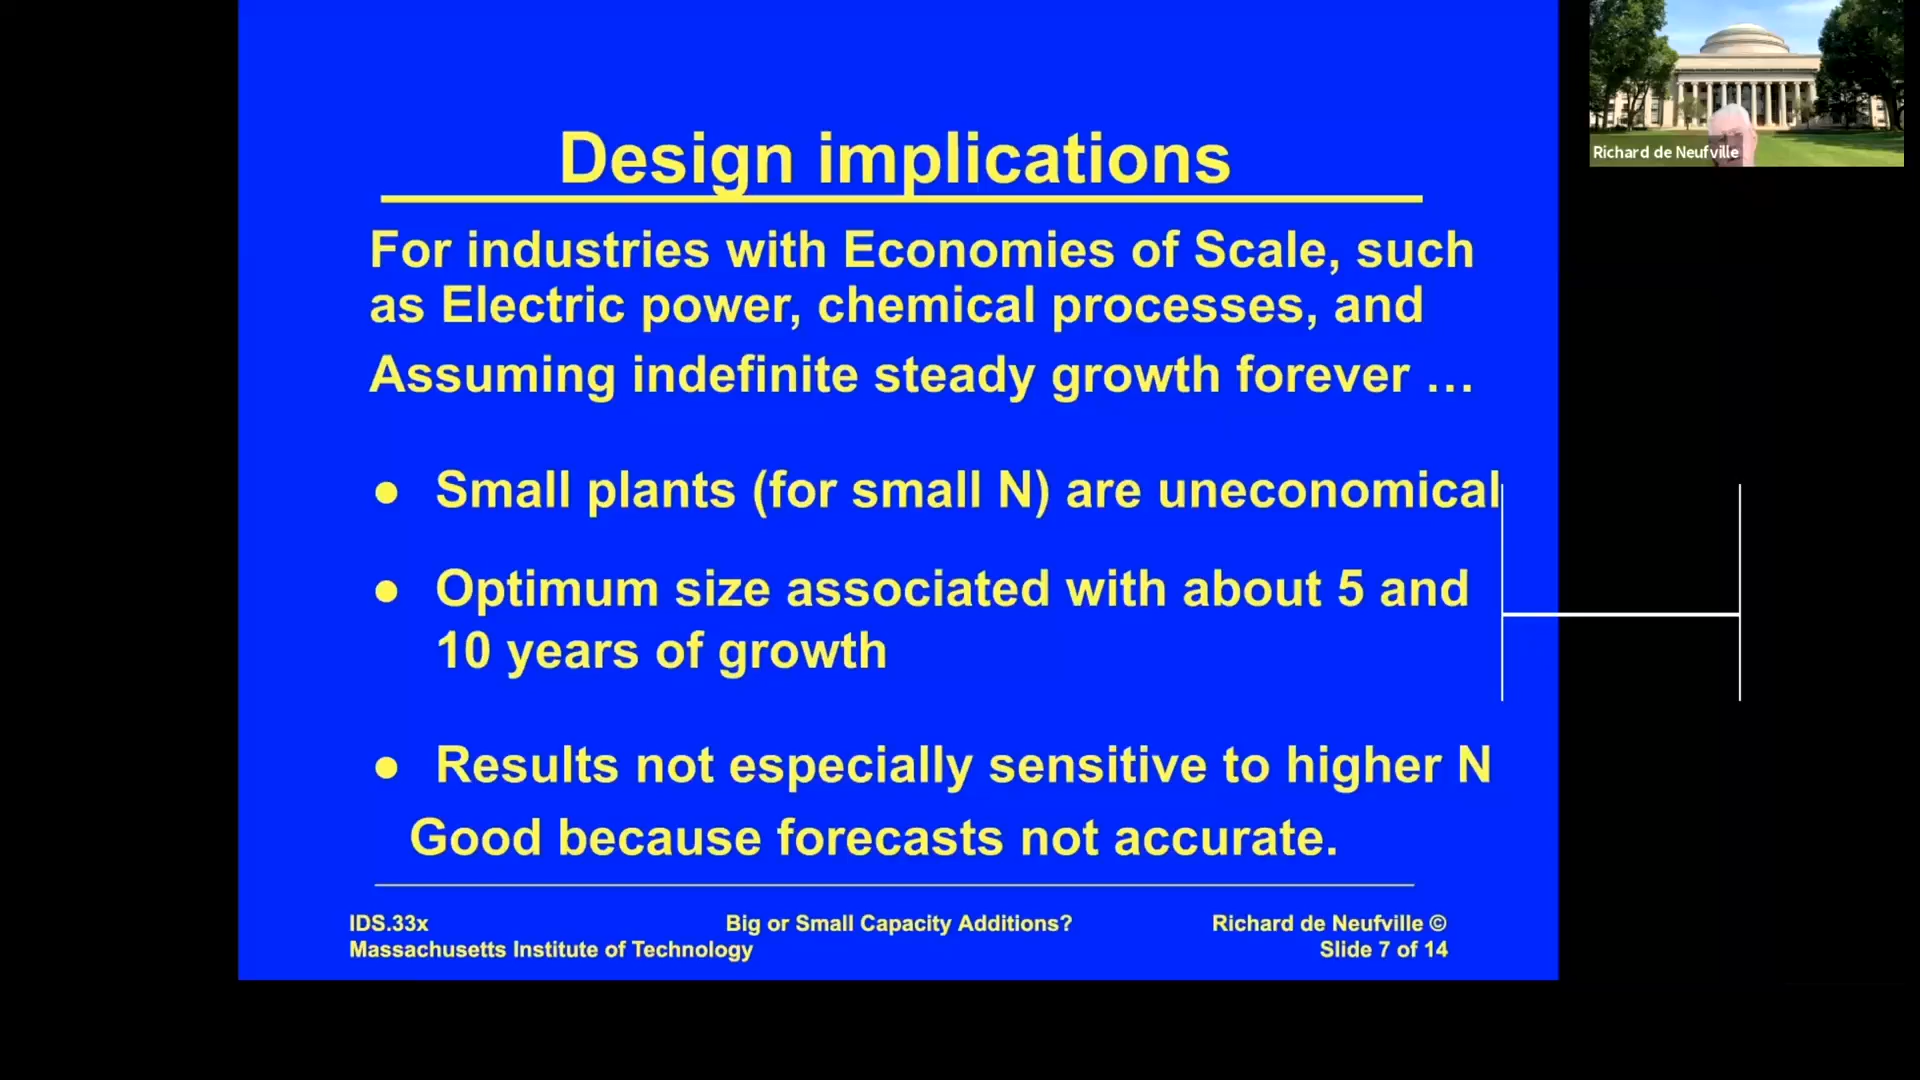 Design implications
For industries with Economies of Scale, such
as Electric power, chemical processes, and
Assuming indefinite steady growth forever …
● Small plants (for small N) are uneconomical
● Optimum size associated with about 5 and
10 years of growth
● Results not especially sensitive to higher N
Good because forecasts not accurate.
IDS.33x
Massachusetts Institute of Technology
Big or Small Capacity Additions?
Richard de Neufville ©
Slide 7 of 14
Richard de Neufville